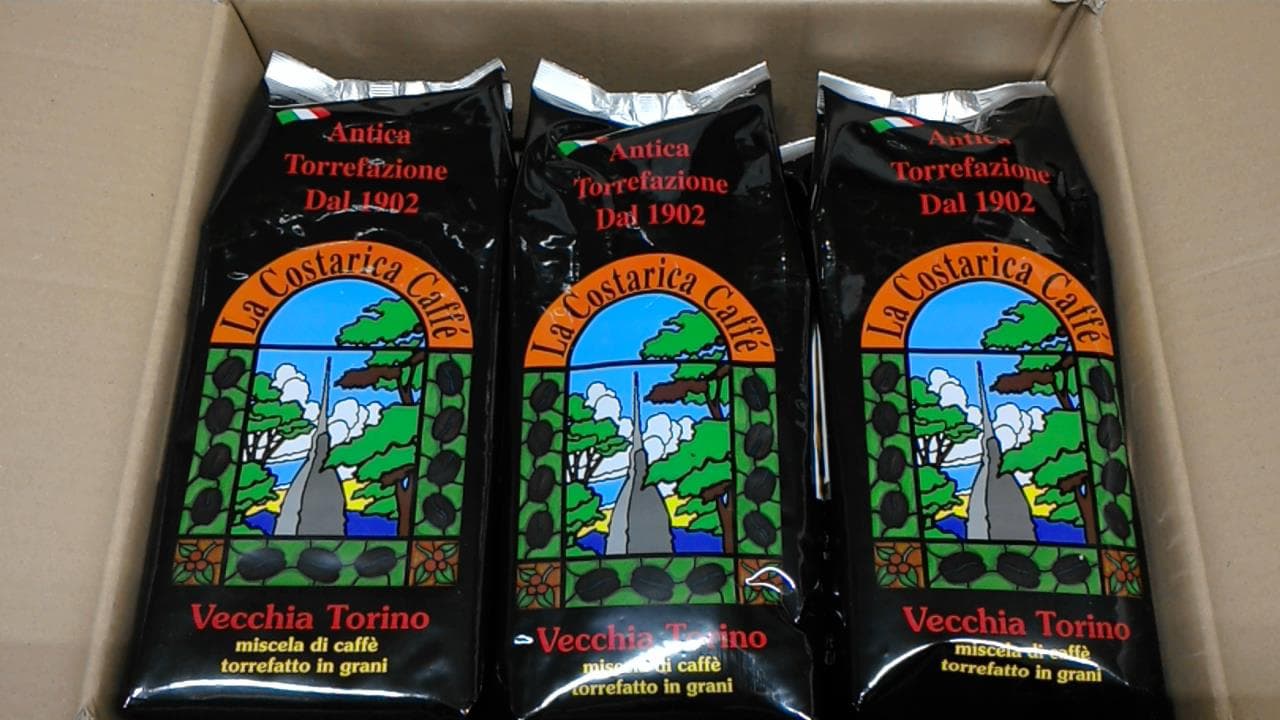 Antica
Torrefazione
Dal 1902
La Costarica Caffé
Vecchia Torino
miscela di caffè
torrefatto in grani
Antica
Torrefazione
Dal 1902
La Costarica Caffé
Vecchia Torino
miscela di caffè
torrefatto in grani
Antica
Torrefazione
Dal 1902
La Costarica Caffé
Vecchia Torino
miscela di caffè
torrefatto in grani